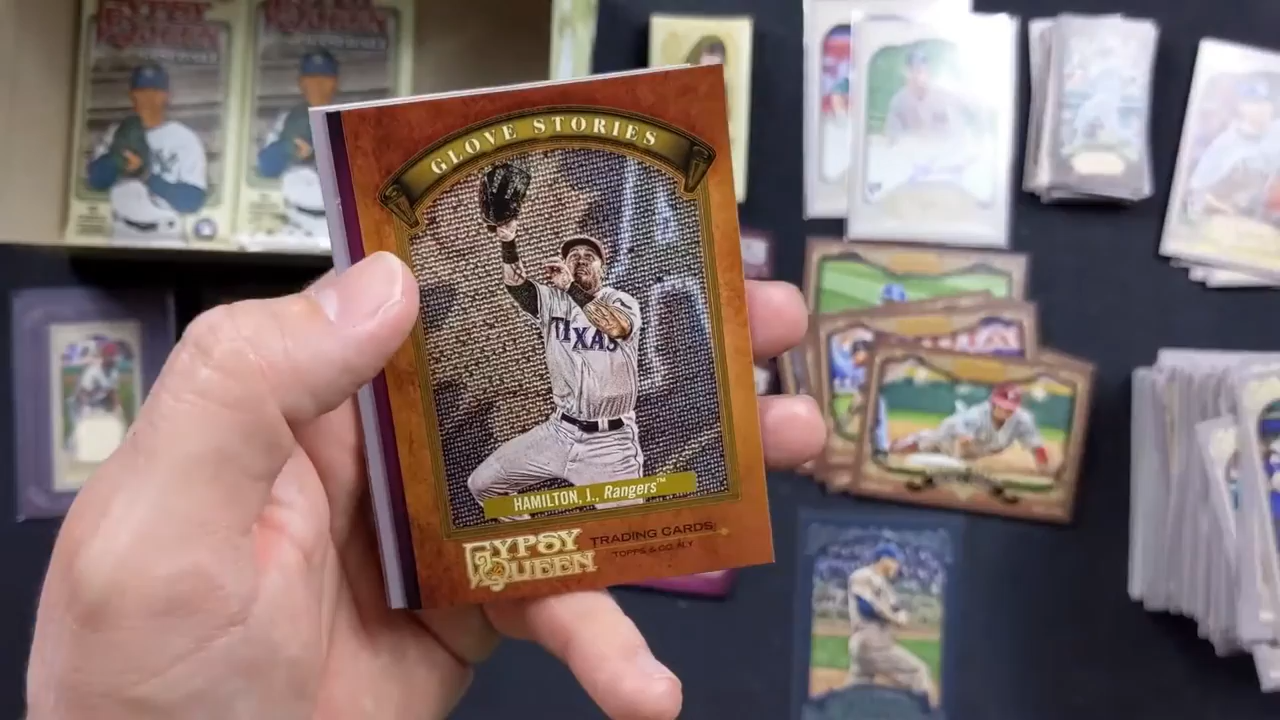 GLOVE STORIES
TEXAS
HAMILTON, J., Rangers™
GYPSY QUEEN
TRADING CARDS
TOPPS & CO. N.Y.